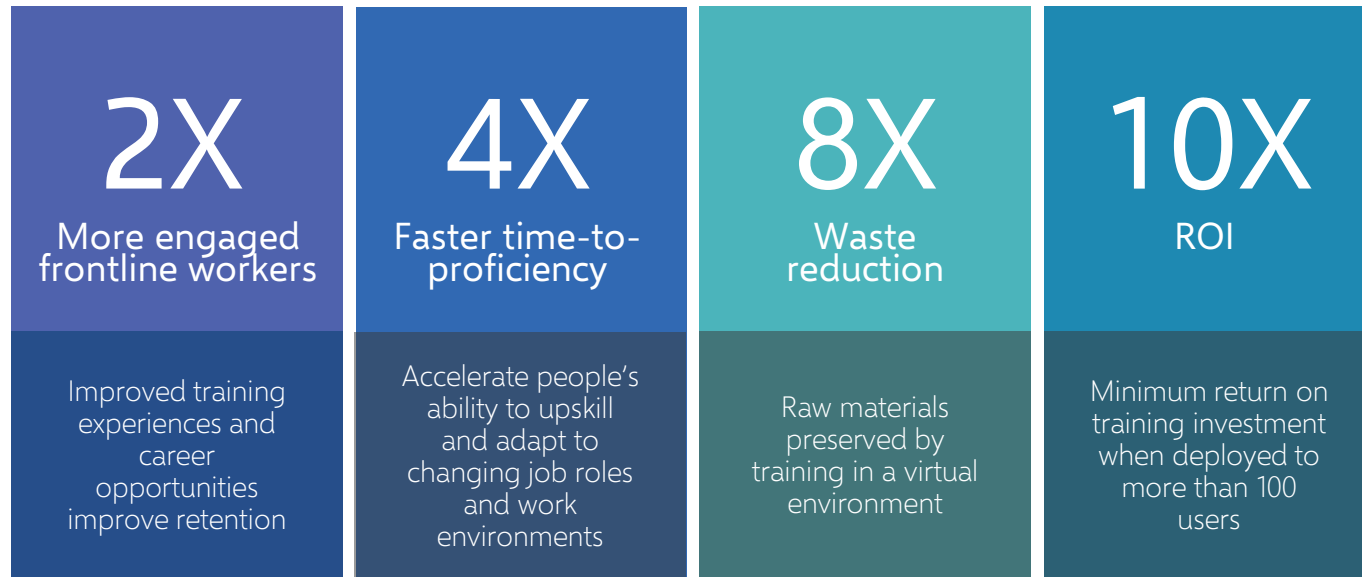 2X
More engaged
frontline workers
Improved training
experiences and
career
opportunities
improve retention
4X
Faster time-to-
proficiency
Accelerate people’s
ability to upskill
and adapt to
changing job roles
and work
environments
8X
Waste
reduction
Raw materials
preserved by
training in a virtual
environment
10X
ROI
Minimum return on
training investment
when deployed to
more than 100
users